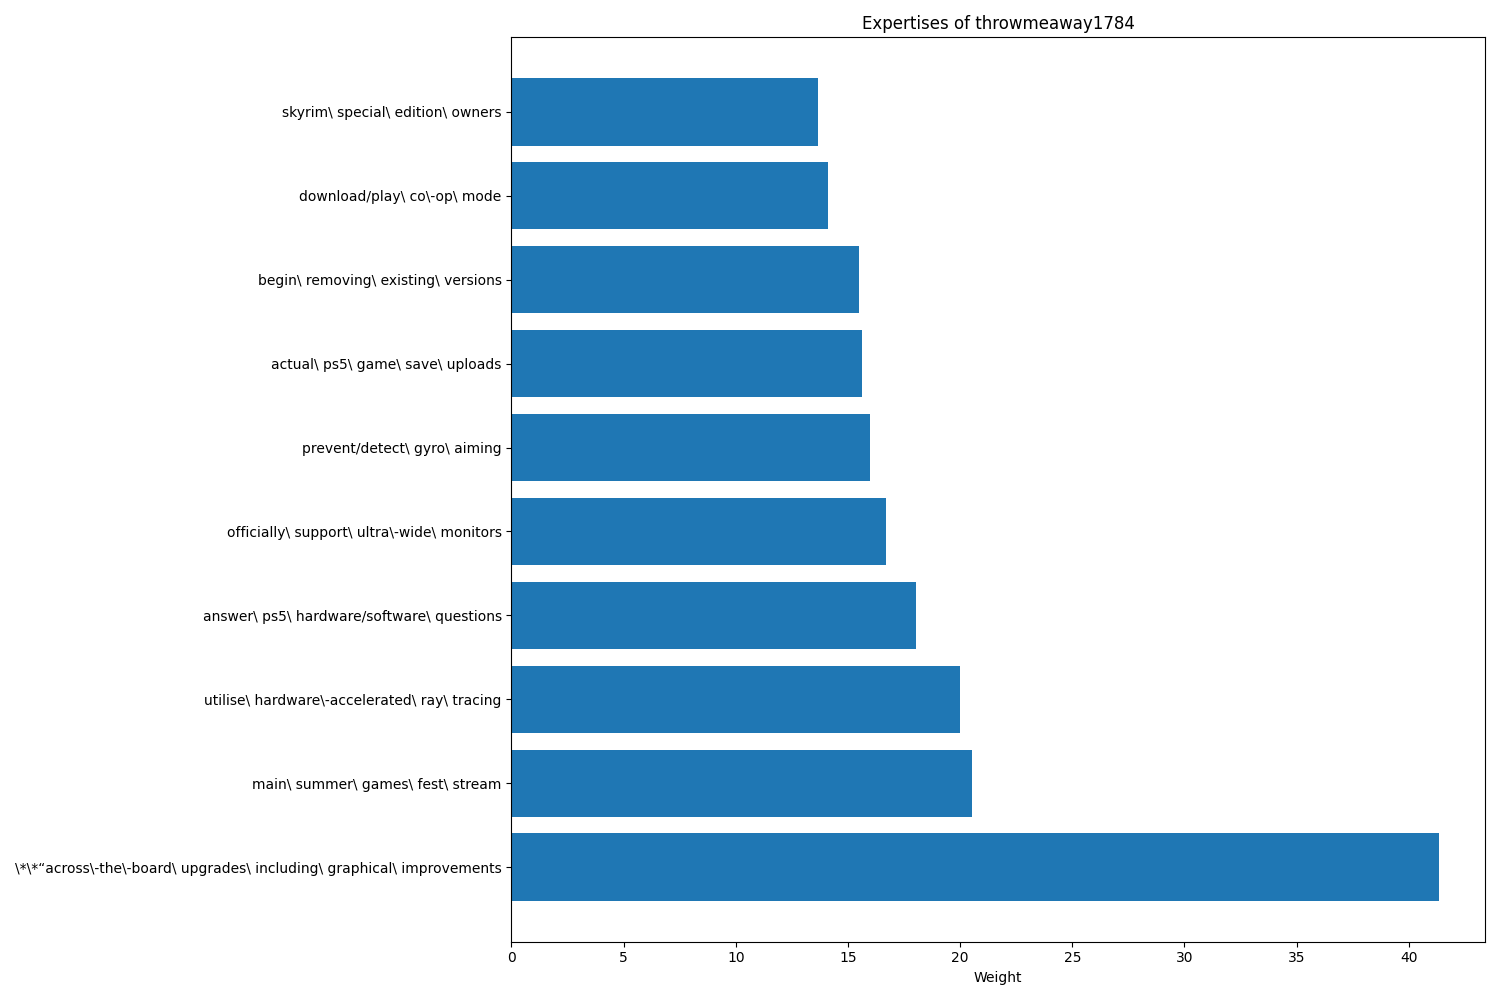 Expertises of throwmeaway1784
skyrim\ special\ edition\ owners
download/play\ co\-op\ mode
begin\ removing\ existing\ versions
actual\ ps5\ game\ save\ uploads
prevent/detect\ gyro\ aiming
officially\ support\ ultra\-wide\ monitors
answer\ ps5\ hardware/software\ questions
utilise\ hardware\-accelerated\ ray\ tracing
main\ summer\ games\ fest\ stream
\*\*“across\-the\-board\ upgrades\ including\ graphical\ improvements
0 5 10 15 20 25 30 35 40
Weight